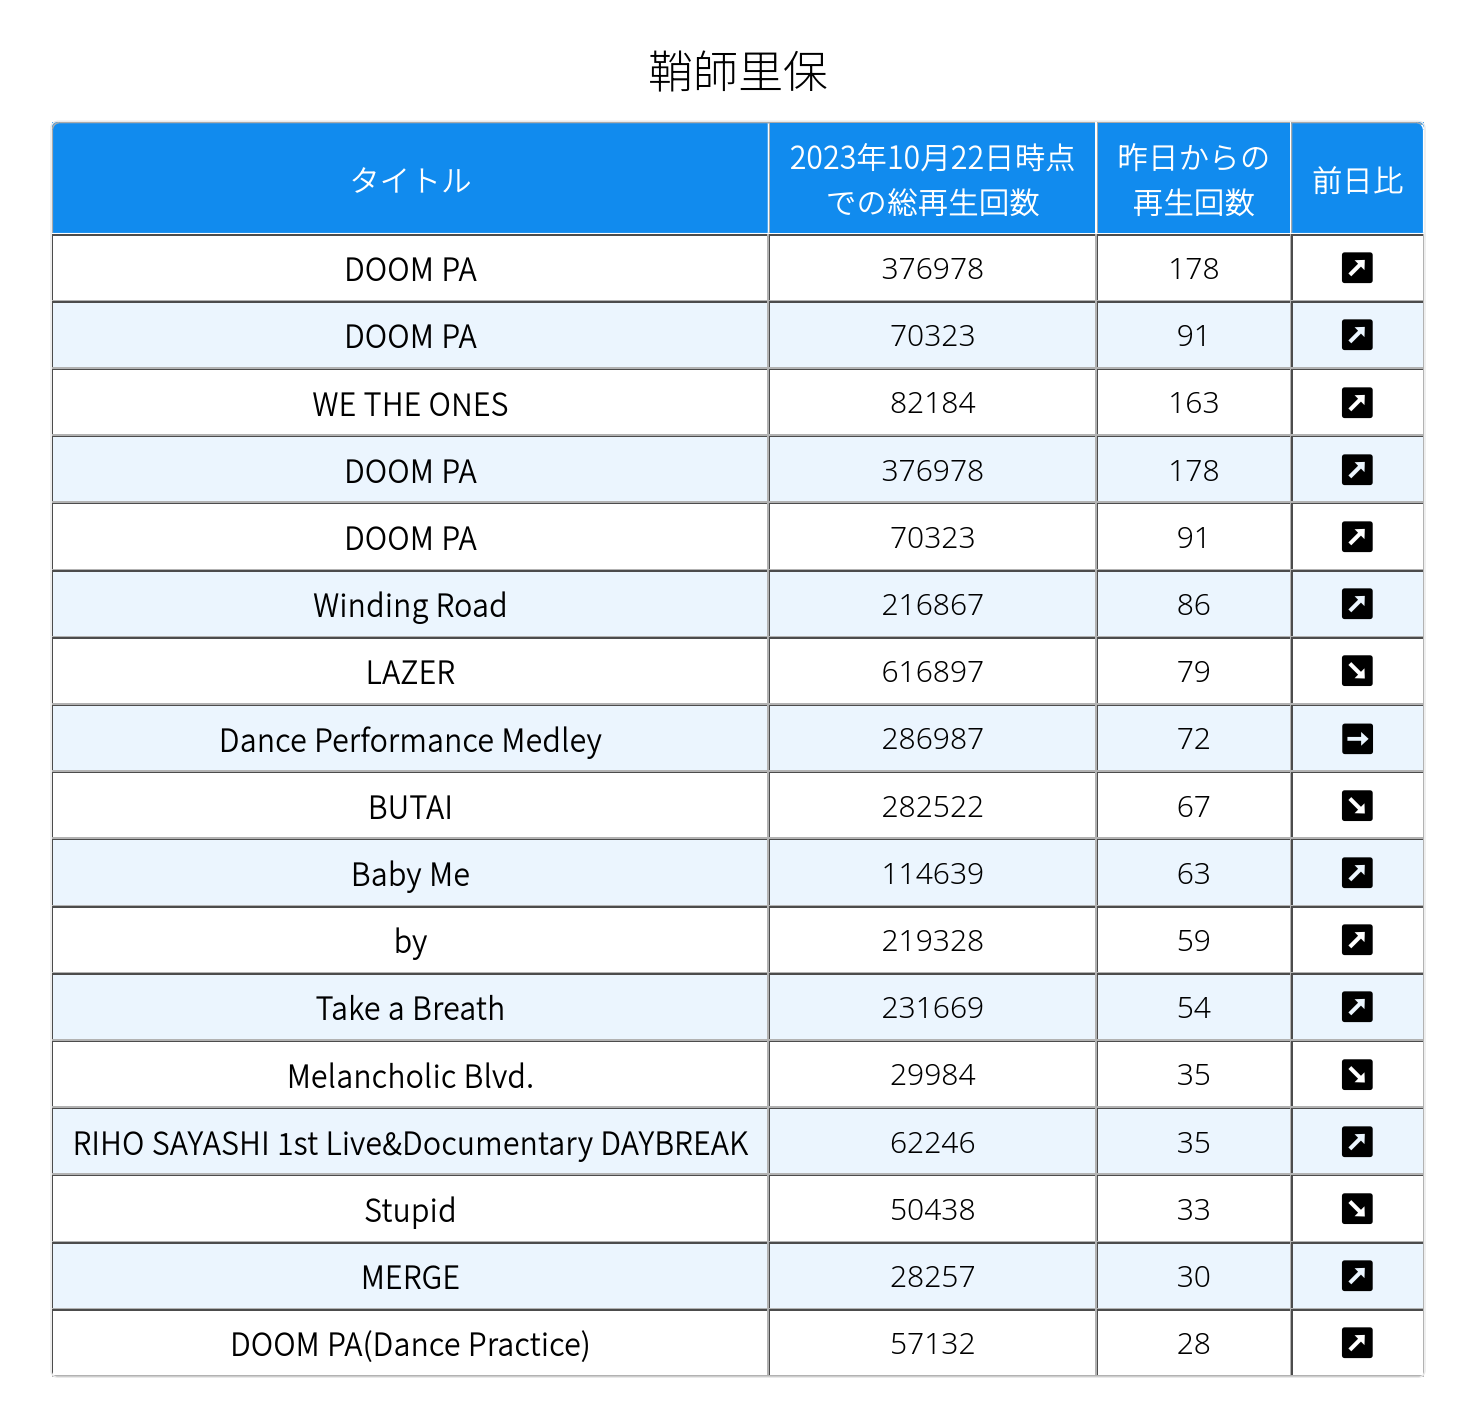 鞘師里保
タイトル 2023年10月22日時点での総再生回数 昨日からの再生回数 前日比
DOOM PA 376978 178 ↗
DOOM PA 70323 91 ↗
WE THE ONES 82184 163 ↗
DOOM PA 376978 178 ↗
DOOM PA 70323 91 ↗
Winding Road 216867 86 ↗
LAZER 616897 79 ↘
Dance Performance Medley 286987 72 →
BUTAI 282522 67 ↘
Baby Me 114639 63 ↗
by 219328 59 ↗
Take a Breath 231669 54 ↗
Melancholic Blvd. 29984 35 ↘
RIHO SAYASHI 1st Live&Documentary DAYBREAK 62246 35 ↗
Stupid 50438 33 ↘
MERGE 28257 30 ↗
DOOM PA(Dance Practice) 57132 28 ↗